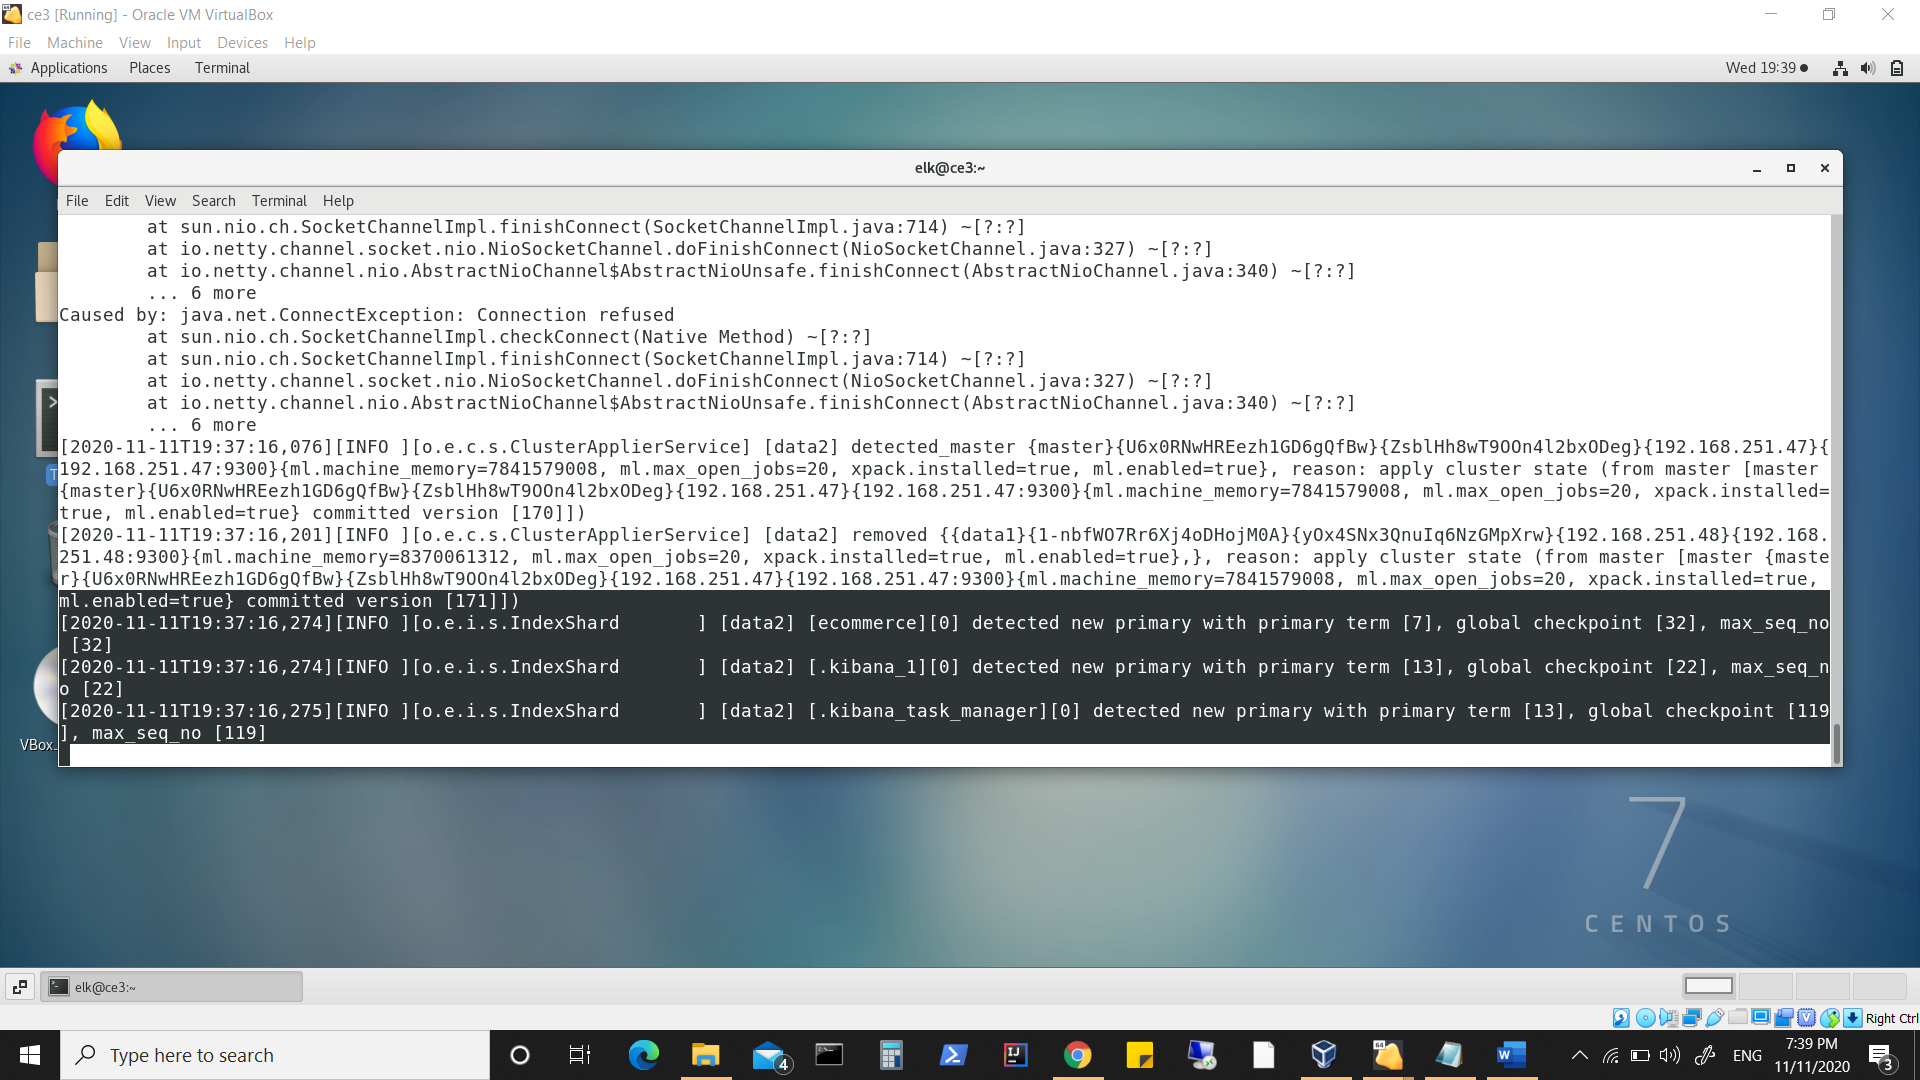 ce3 [Running] - Oracle VM VirtualBox
File Machine View Input Devices Help
Applications Places Terminal Wed 19:39
elk@ce3:~
File Edit View Search Terminal Help
at sun.nio.ch.SocketChannelImpl.finishConnect(SocketChannelImpl.java:714) ~[?:?]
at io.netty.channel.socket.nio.NioSocketChannel.doFinishConnect(NioSocketChannel.java:327) ~[?:?]
at io.netty.channel.nio.AbstractNioChannel$AbstractNioUnsafe.finishConnect(AbstractNioChannel.java:340) ~[?:?]
... 6 more
Caused by: java.net.ConnectException: Connection refused
at sun.nio.ch.SocketChannelImpl.checkConnect(Native Method) ~[?:?]
at sun.nio.ch.SocketChannelImpl.finishConnect(SocketChannelImpl.java:714) ~[?:?]
at io.netty.channel.socket.nio.NioSocketChannel.doFinishConnect(NioSocketChannel.java:327) ~[?:?]
at io.netty.channel.nio.AbstractNioChannel$AbstractNioUnsafe.finishConnect(AbstractNioChannel.java:340) ~[?:?]
... 6 more
[2020-11-11T19:37:16,076][INFO ][o.e.c.s.ClusterApplierService] [data2] detected_master {master}{U6x0RNwHREezh1GD6gQfBw}{ZsblHh8wT9OOn4l2bxODeg}{192.168.251.47}{
192.168.251.47:9300}{ml.machine_memory=7841579008, ml.max_open_jobs=20, xpack.installed=true, ml.enabled=true}, reason: apply cluster state (from master [master
{master}{U6x0RNwHREezh1GD6gQfBw}{ZsblHh8wT9OOn4l2bxODeg}{192.168.251.47}{192.168.251.47:9300}{ml.machine_memory=7841579008, ml.max_open_jobs=20, xpack.installed=
true, ml.enabled=true} committed version [170]])
[2020-11-11T19:37:16,201][INFO ][o.e.c.s.ClusterApplierService] [data2] removed {{data1}{1-nbfWO7Rr6Xj4oDHojM0A}{yOx4SNx3QnuIq6NzGMpXrw}{192.168.251.48}{192.168.
251.48:9300}{ml.machine_memory=8370061312, ml.max_open_jobs=20, xpack.installed=true, ml.enabled=true},}, reason: apply cluster state (from master [master {maste
r}{U6x0RNwHREezh1GD6gQfBw}{ZsblHh8wT9OOn4l2bxODeg}{192.168.251.47}{192.168.251.47:9300}{ml.machine_memory=7841579008, ml.max_open_jobs=20, xpack.installed=true,
ml.enabled=true} committed version [171]])
[2020-11-11T19:37:16,274][INFO ][o.e.i.s.IndexShard       ] [data2] [ecommerce][0] detected new primary with primary term [7], global checkpoint [32], max_seq_no
[32]
[2020-11-11T19:37:16,274][INFO ][o.e.i.s.IndexShard       ] [data2] [.kibana_1][0] detected new primary with primary term [13], global checkpoint [22], max_seq_n
o [22]
[2020-11-11T19:37:16,275][INFO ][o.e.i.s.IndexShard       ] [data2] [.kibana_task_manager][0] detected new primary with primary term [13], global checkpoint [119
], max_seq_no [119]
VBox_
7
CENTOS
elk@ce3:~
Right Ctrl
Type here to search
4
ENG
7:39 PM
11/11/2020
3